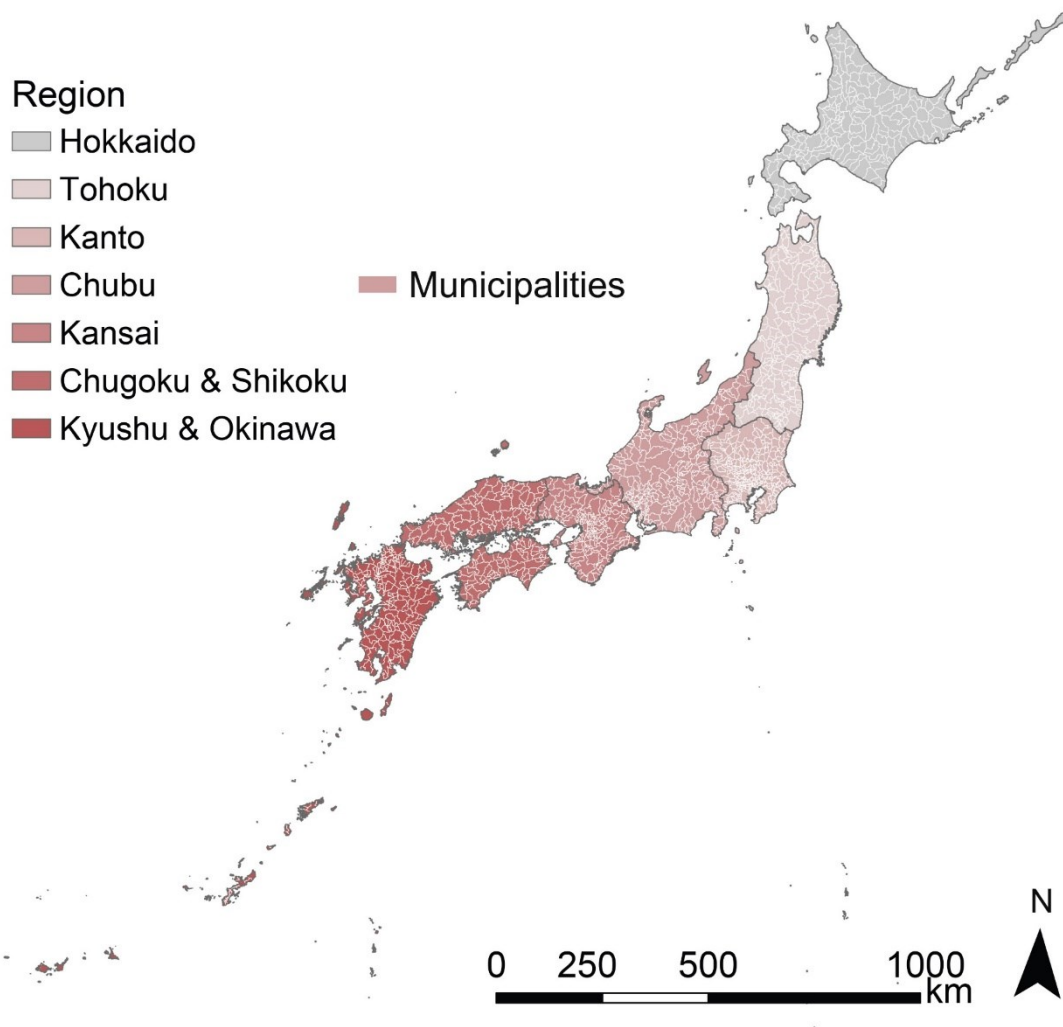 Region
Hokkaido
Tohoku
Kanto
Chubu
Kansai
Chugoku & Shikoku
Kyushu & Okinawa
Municipalities
N
0 250 500 1000
km